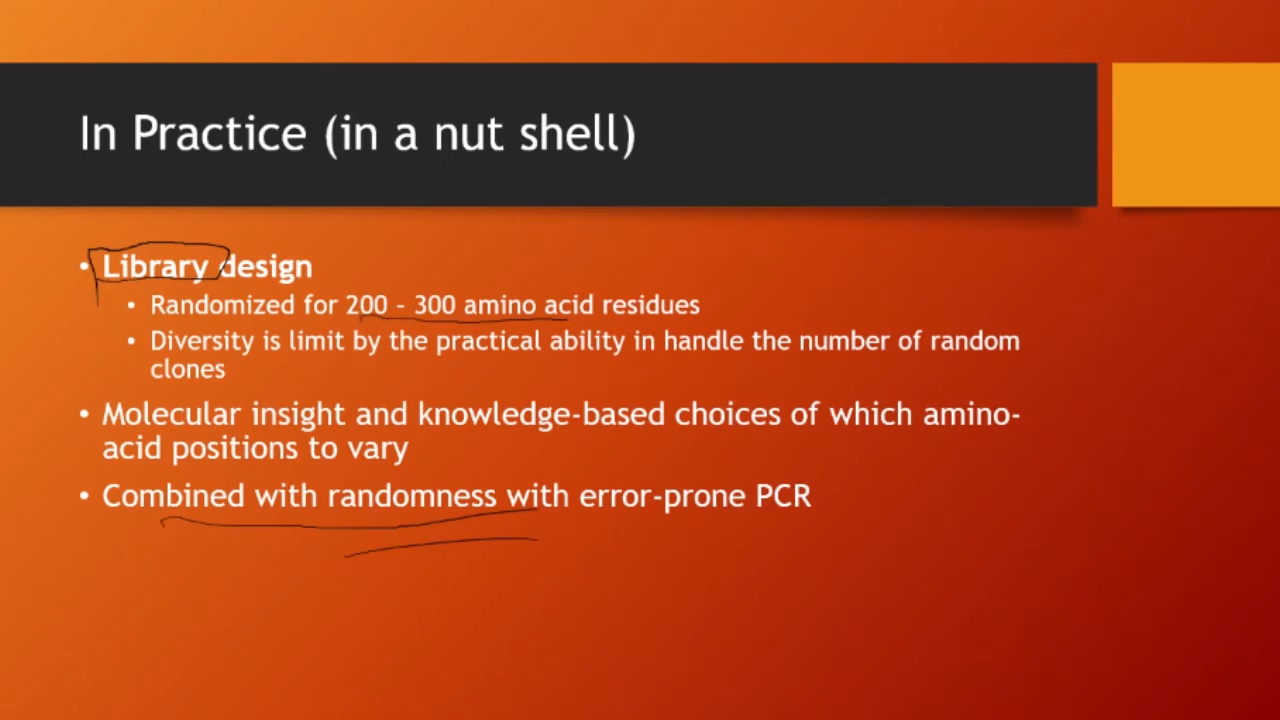 In Practice (in a nut shell)
• Library design
• Randomized for 200 – 300 amino acid residues
• Diversity is limit by the practical ability in handle the number of random
clones
• Molecular insight and knowledge-based choices of which amino-
acid positions to vary
• Combined with randomness with error-prone PCR